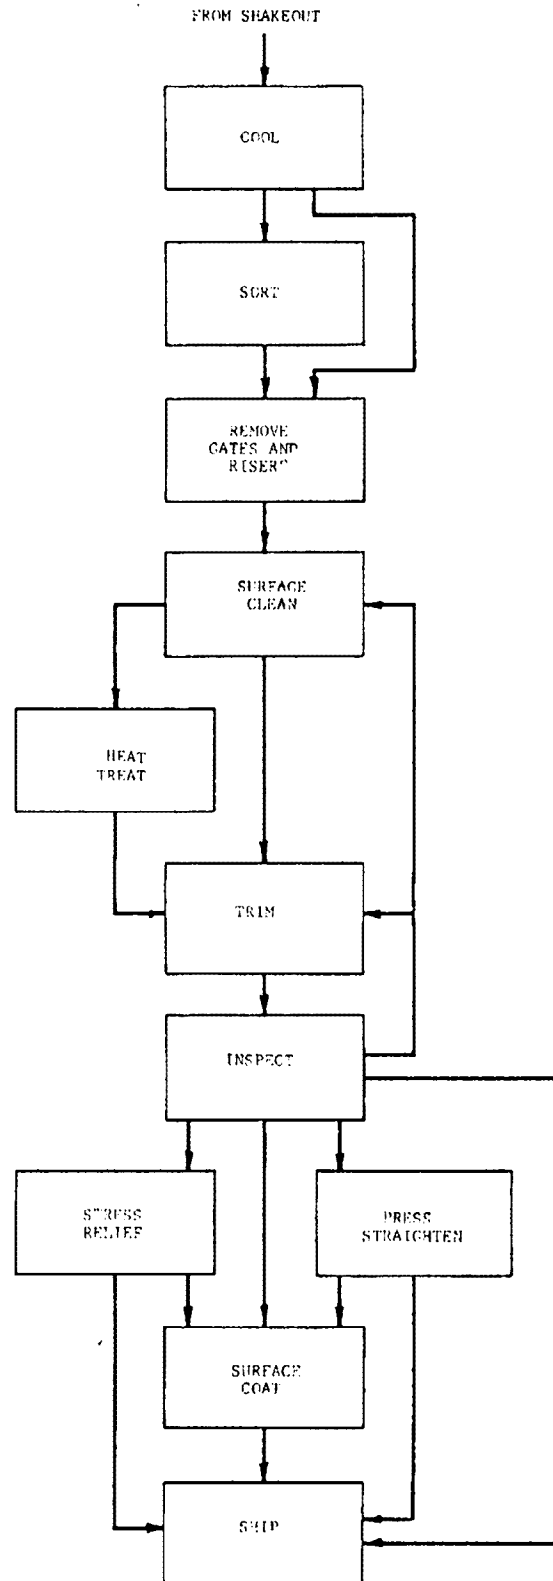 FROM SHAKEOUT
COOL
SORT
REMOVE
GATES AND
RISERS
SURFACE
CLEAN
HEAT
TREAT
TRIM
INSPECT
STRESS
RELIEF
PRESS
STRAIGHTEN
SURFACE
COAT
SHIP